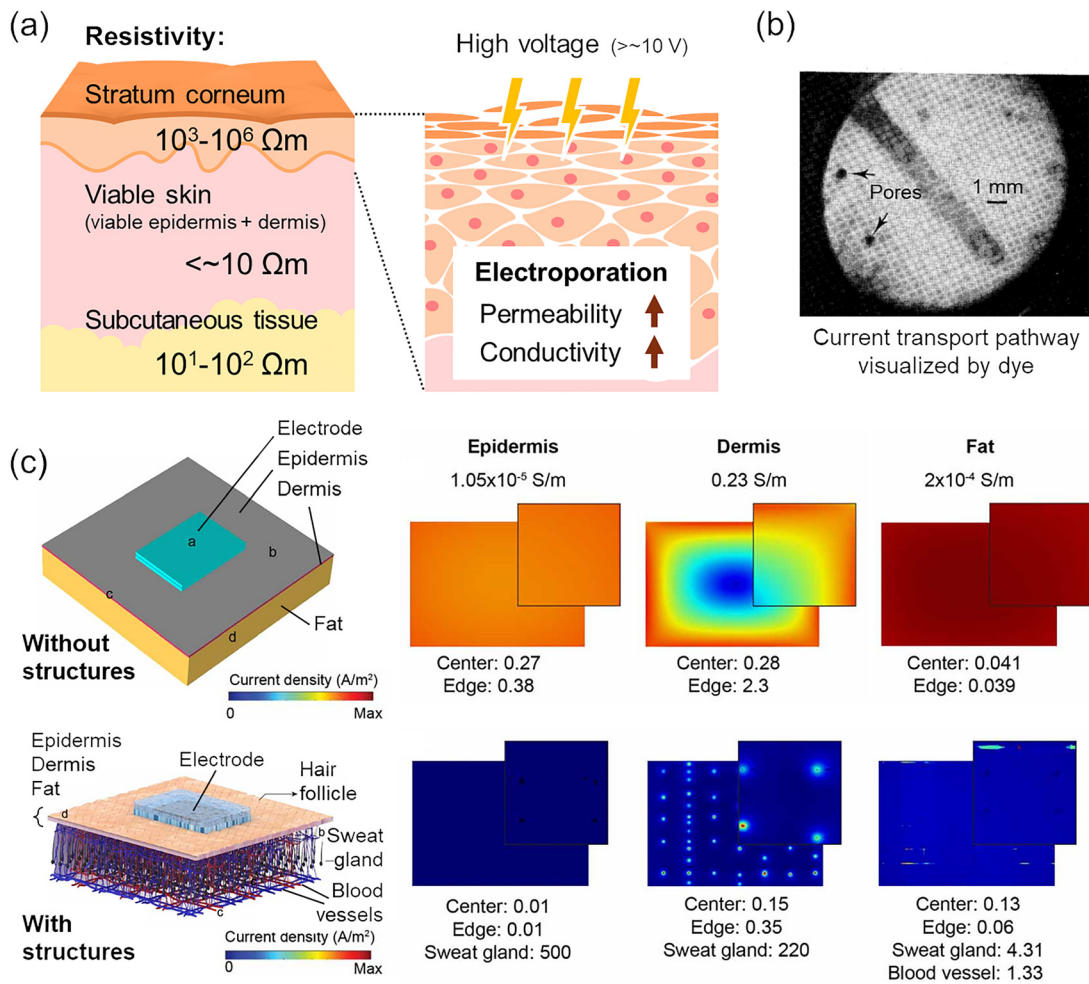 (a)
Resistivity:
Stratum corneum
10³-10⁶ Ωm
Viable skin
(viable epidermis + dermis)
<~10 Ωm
Subcutaneous tissue
10¹-10² Ωm
High voltage (>~10 V)
Electroporation
Permeability
Conductivity
(b)
Pores
1 mm
Current transport pathway
visualized by dye
(c)
Electrode
Epidermis
Dermis
a
b
c
d
Fat
Without
structures
Current density (A/m²)
0 Max
Epidermis
1.05x10⁻⁵ S/m
Center: 0.27
Edge: 0.38
Dermis
0.23 S/m
Center: 0.28
Edge: 2.3
Fat
2x10⁻⁴ S/m
Center: 0.041
Edge: 0.039
Epidermis
Dermis
Fat
{
Electrode
Hair
follicle
d
b
Sweat
gland
Blood
vessels
c
With
structures
Current density (A/m²)
0 Max
Center: 0.01
Edge: 0.01
Sweat gland: 500
Center: 0.15
Edge: 0.35
Sweat gland: 220
Center: 0.13
Edge: 0.06
Sweat gland: 4.31
Blood vessel: 1.33